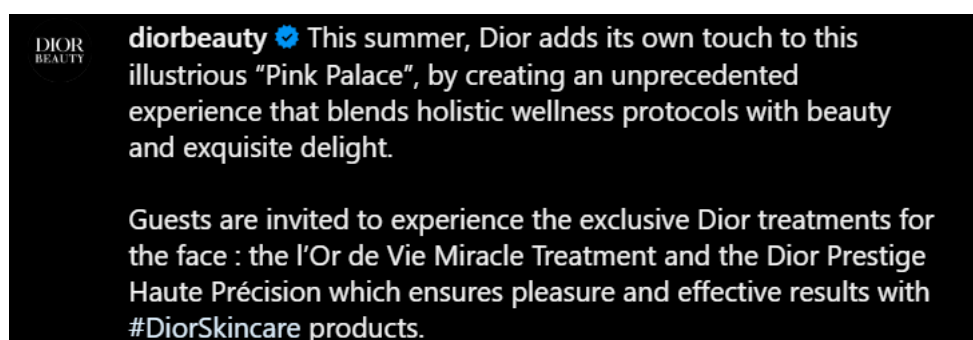 DIOR
BEAUTY
diorbeauty This summer, Dior adds its own touch to this
illustrious “Pink Palace”, by creating an unprecedented
experience that blends holistic wellness protocols with beauty
and exquisite delight.
Guests are invited to experience the exclusive Dior treatments for
the face : the l’Or de Vie Miracle Treatment and the Dior Prestige
Haute Précision which ensures pleasure and effective results with
#DiorSkincare products.